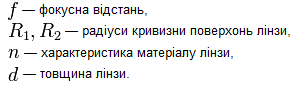 f — фокусна відстань,
R₁, R₂ — радіуси кривизни поверхонь лінзи,
n — характеристика матеріалу лінзи,
d — товщина лінзи.